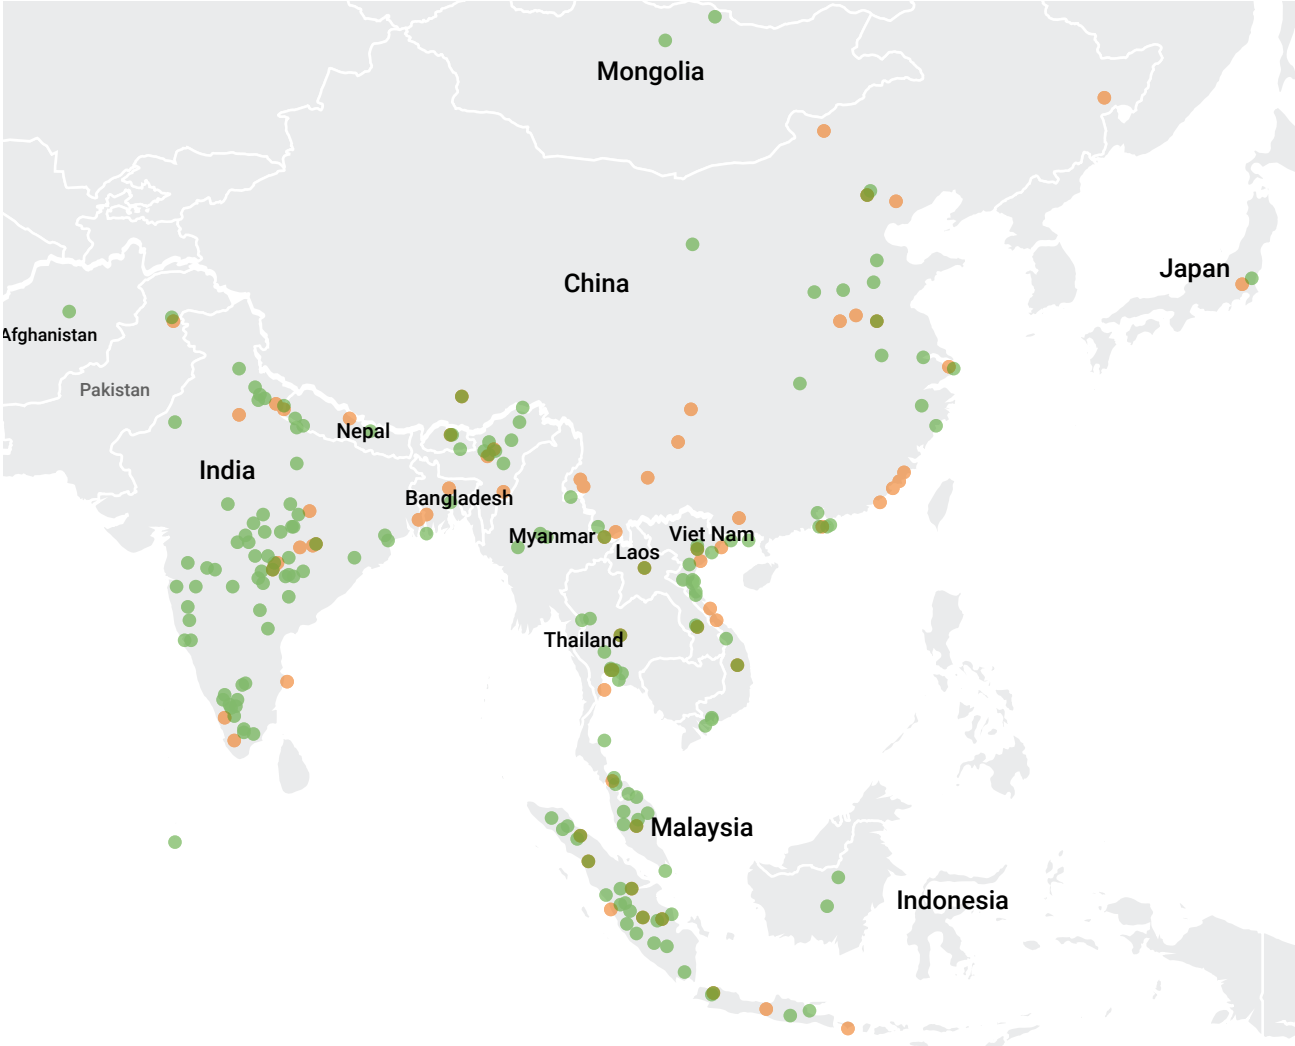 Mongolia
Japan
China
Afghanistan
Pakistan
Nepal
India
Bangladesh
Myanmar
Viet Nam
Laos
Thailand
Malaysia
Indonesia